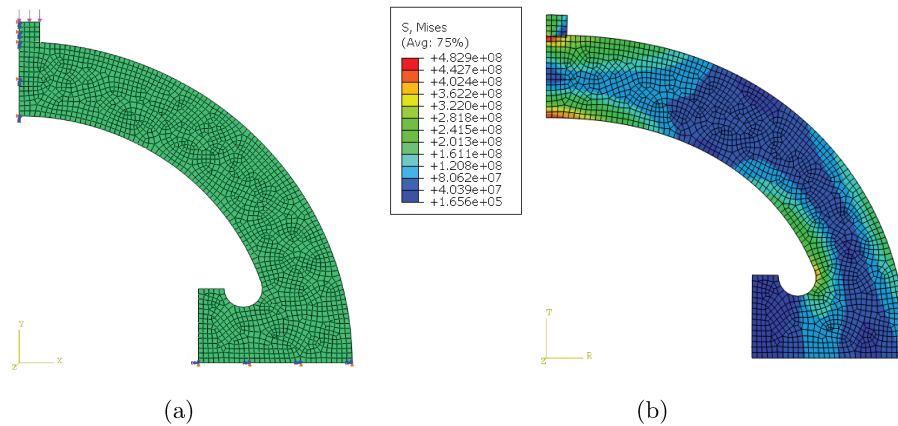 S, Mises
(Avg: 75%)
+4.829e+08
+4.427e+08
+4.024e+08
+3.622e+08
+3.220e+08
+2.818e+08
+2.415e+08
+2.013e+08
+1.611e+08
+1.208e+08
+8.062e+07
+4.039e+07
+1.656e+05
Y
Z
X
T
Z
R
(a)
(b)